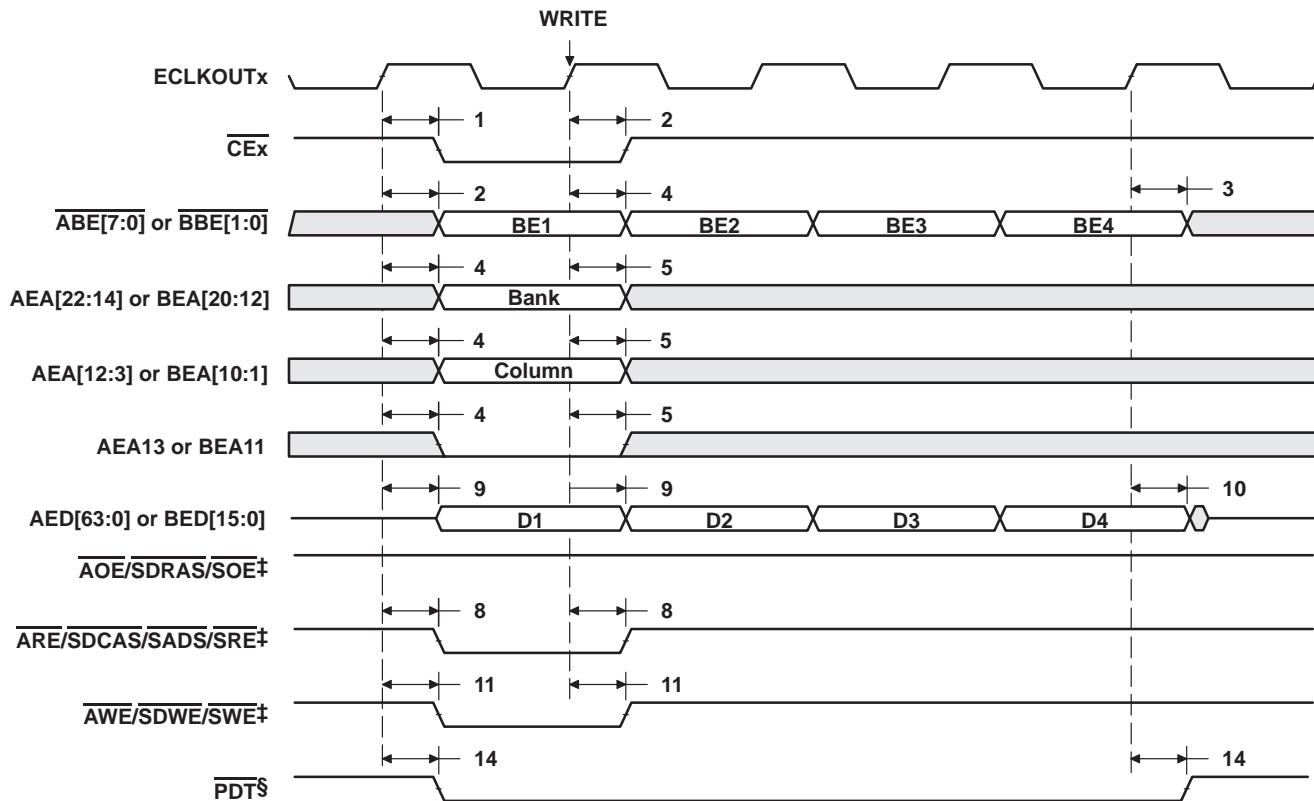 WRITE
ECLKOUTx
1 2
CEx
2 4 3
ABE[7:0] or BBE[1:0] BE1 BE2 BE3 BE4
4 5
AEA[22:14] or BEA[20:12] Bank
4 5
AEA[12:3] or BEA[10:1] Column
4 5
AEA13 or BEA11
9 9 10
AED[63:0] or BED[15:0] D1 D2 D3 D4
AOE/SDRAS/SOE‡
8 8
ARE/SDCAS/SADS/SRE‡
11 11
AWE/SDWE/SWE‡
14 14
PDT§